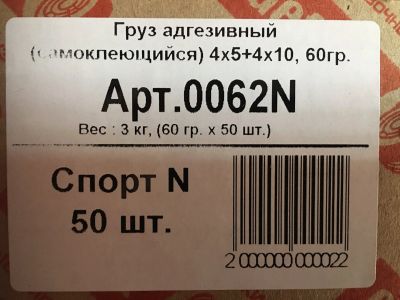 Груз адгезивный
(самоклеющийся) 4x5+4x10, 60гр.
Арт.0062N
Вес : 3 кг, (60 гр. x 50 шт.)
Спорт N
50 шт.
2 000000 000022